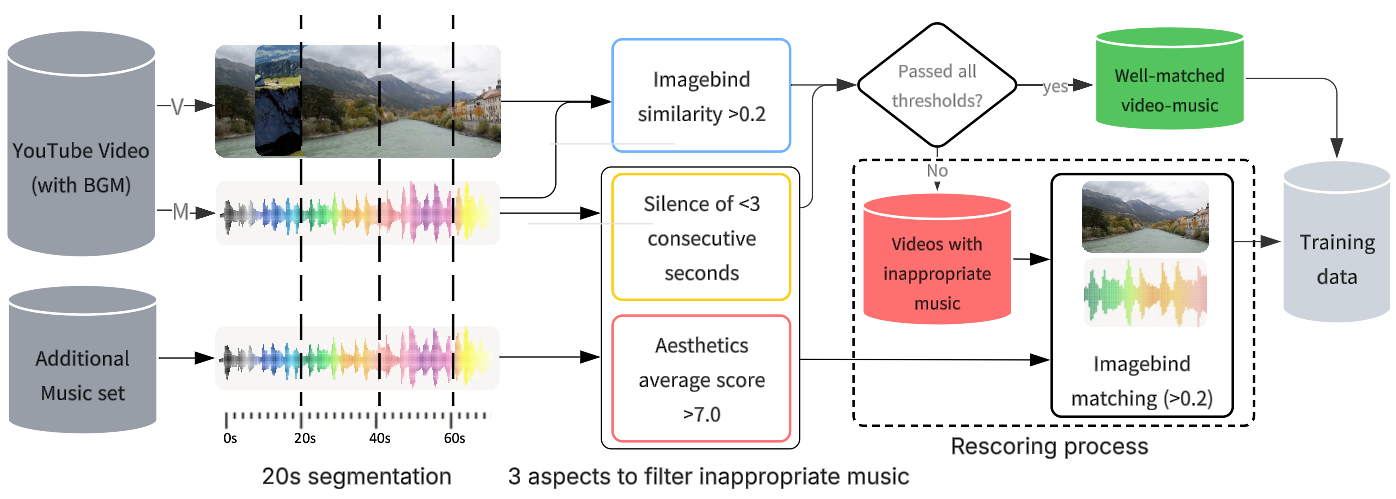 YouTube Video
(with BGM)
V
M
Additional
Music set
0s
20s
40s
60s
20s segmentation
Imagebind
similarity >0.2
Silence of <3
consecutive
seconds
Aesthetics
average score
>7.0
3 aspects to filter inappropriate music
Passed all
thresholds?
yes
No
Well-matched
video-music
Videos with
inappropriate
music
Imagebind
matching (>0.2)
Rescoring process
Training
data